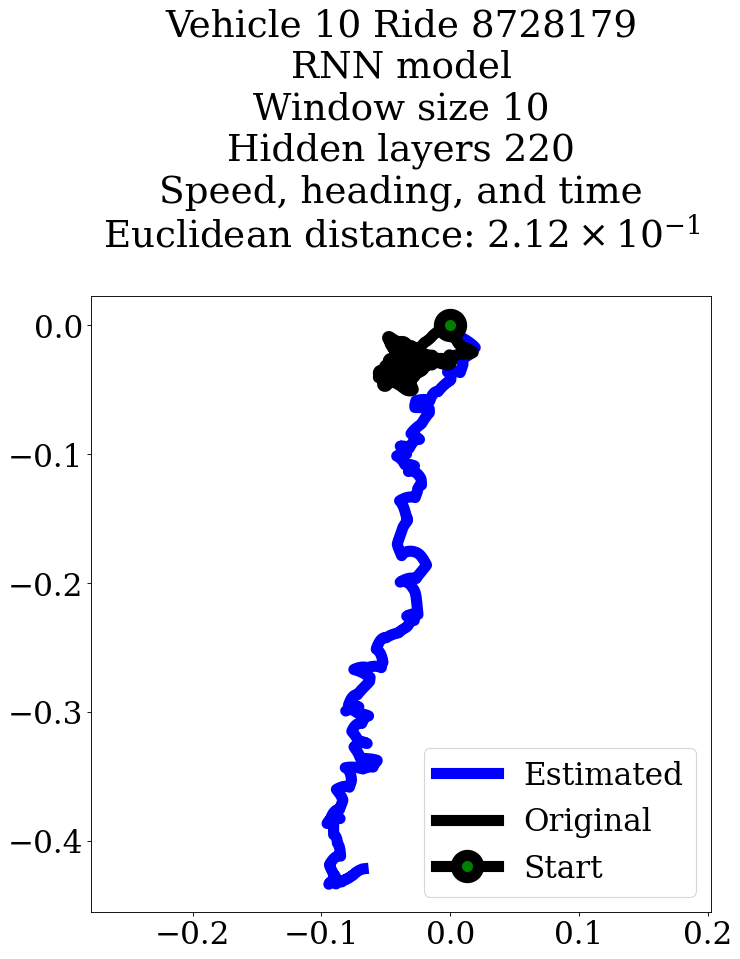 Vehicle 10 Ride 8728179
RNN model
Window size 10
Hidden layers 220
Speed, heading, and time
Euclidean distance: 2.12 × 10⁻¹
0.0
−0.1
−0.2
−0.3
−0.4
Estimated
Original
Start
−0.2 −0.1 0.0 0.1 0.2